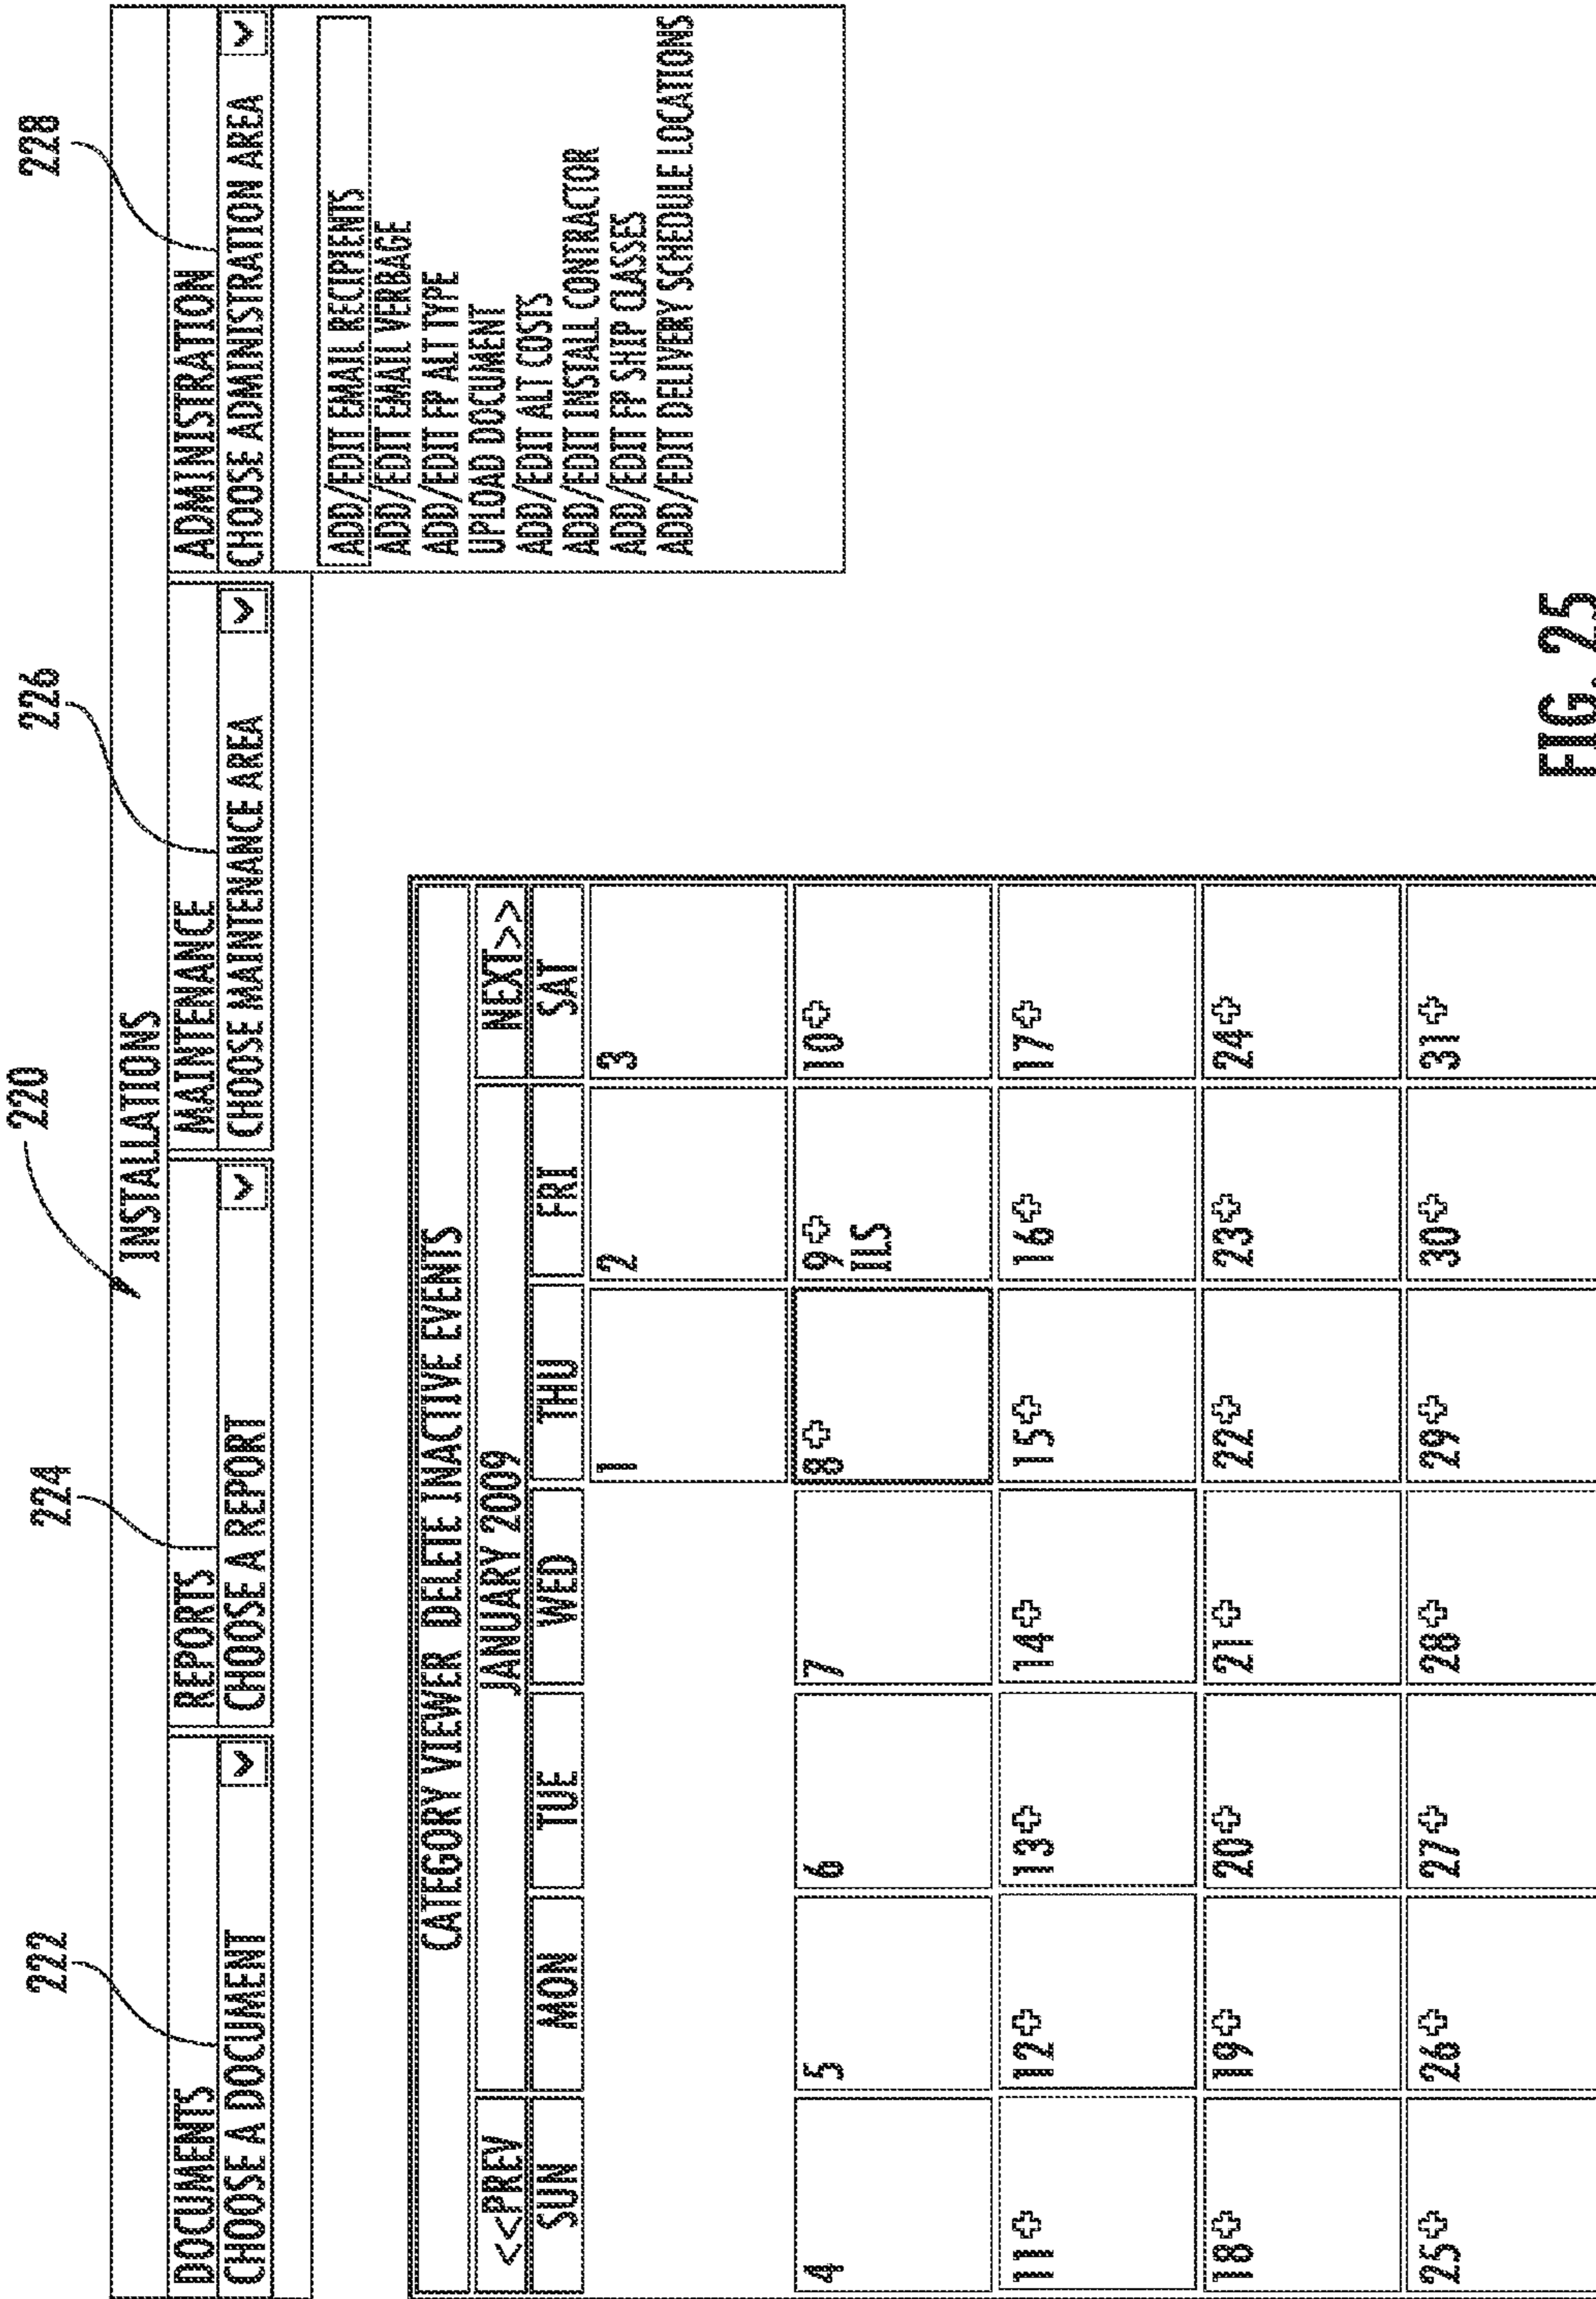 220
INSTALLATIONS
222
224
226
228
DOCUMENTS
REPORTS
MAINTENANCE
ADMINISTRATION
CHOOSE A DOCUMENT
CHOOSE A REPORT
CHOOSE MAINTENANCE AREA
CHOOSE ADMINISTRATION AREA
ADD/EDIT EMAIL RECIPIENTS
ADD/EDIT EMAIL VERBAGE
ADD/EDIT FP ALT TYPE
UPLOAD DOCUMENT
ADD/EDIT ALT COSTS
ADD/EDIT INSTALL CONTRACTOR
ADD/EDIT FP SHIP CLASSES
ADD/EDIT DELIVERY SCHEDULE LOCATIONS
CATEGORY VIEWER DELETE INACTIVE EVENTS
<<PREV JANUARY 2009 NEXT>>
SUN MON TUE WED THU FRI SAT
1 2 3
4 5 6 7 8+ 9+ 10+
ILS
11+ 12+ 13+ 14+ 15+ 16+ 17+
18+ 19+ 20+ 21+ 22+ 23+ 24+
25+ 26+ 27+ 28+ 29+ 30+ 31+
FIG. 25